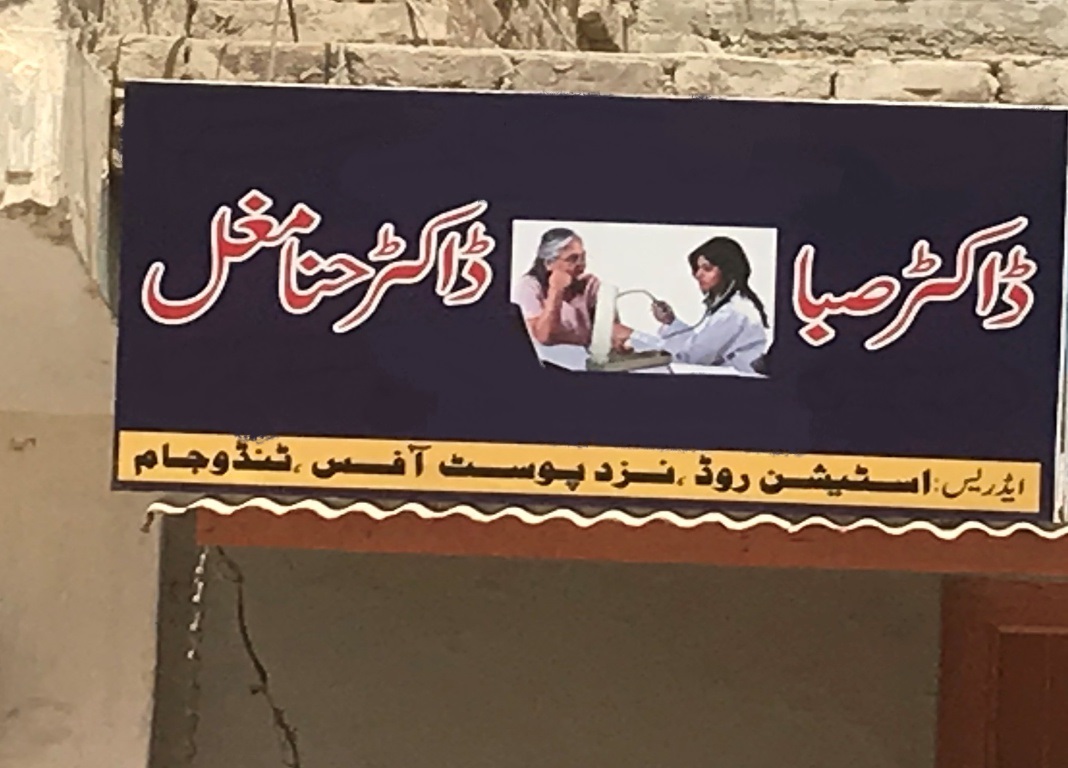 ڈاکٹر صبا ڈاکٹر حنا مغل
ایڈریس: اسٹیشن روڈ، نزد پوسٹ آفس، ٹنڈوجام